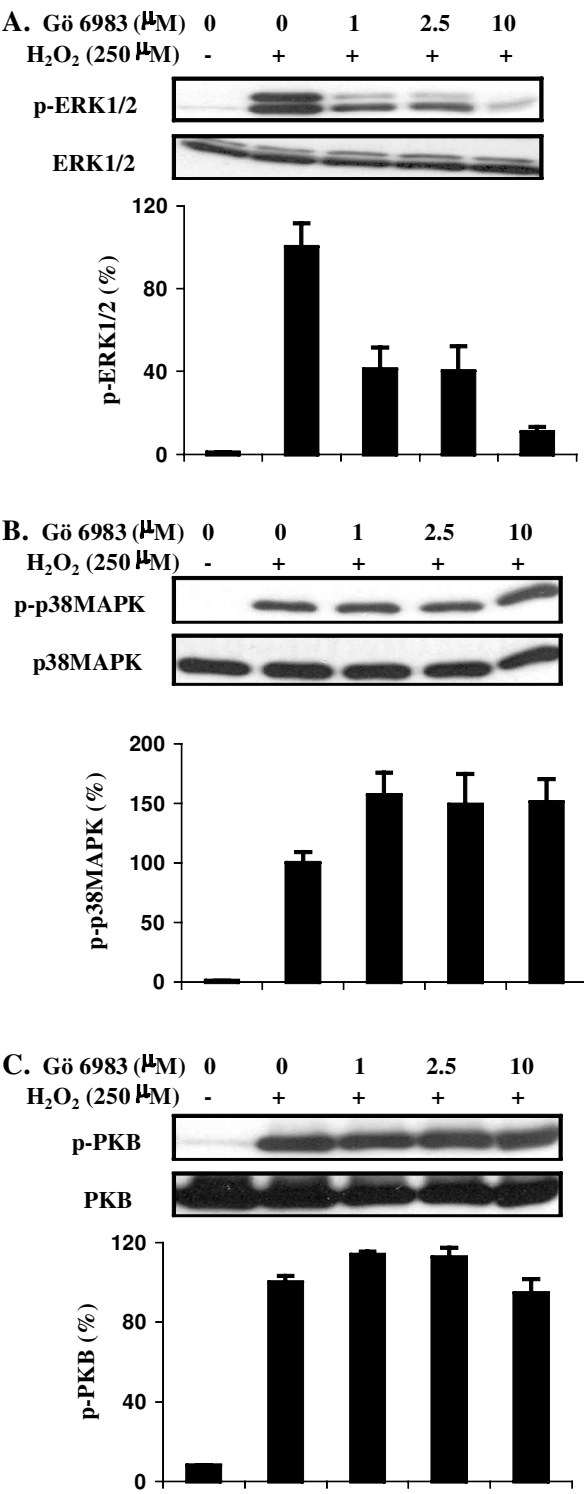 A. Gö 6983 (μM) 0 0 1 2.5 10
H₂O₂ (250 μM) - + + + +
p-ERK1/2
ERK1/2
120
80
40
0
p-ERK1/2 (%)
B. Gö 6983 (μM) 0 0 1 2.5 10
H₂O₂ (250 μM) - + + + +
p-p38MAPK
p38MAPK
200
150
100
50
0
p-p38MAPK (%)
C. Gö 6983 (μM) 0 0 1 2.5 10
H₂O₂ (250 μM) - + + + +
p-PKB
PKB
120
80
40
0
p-PKB (%)